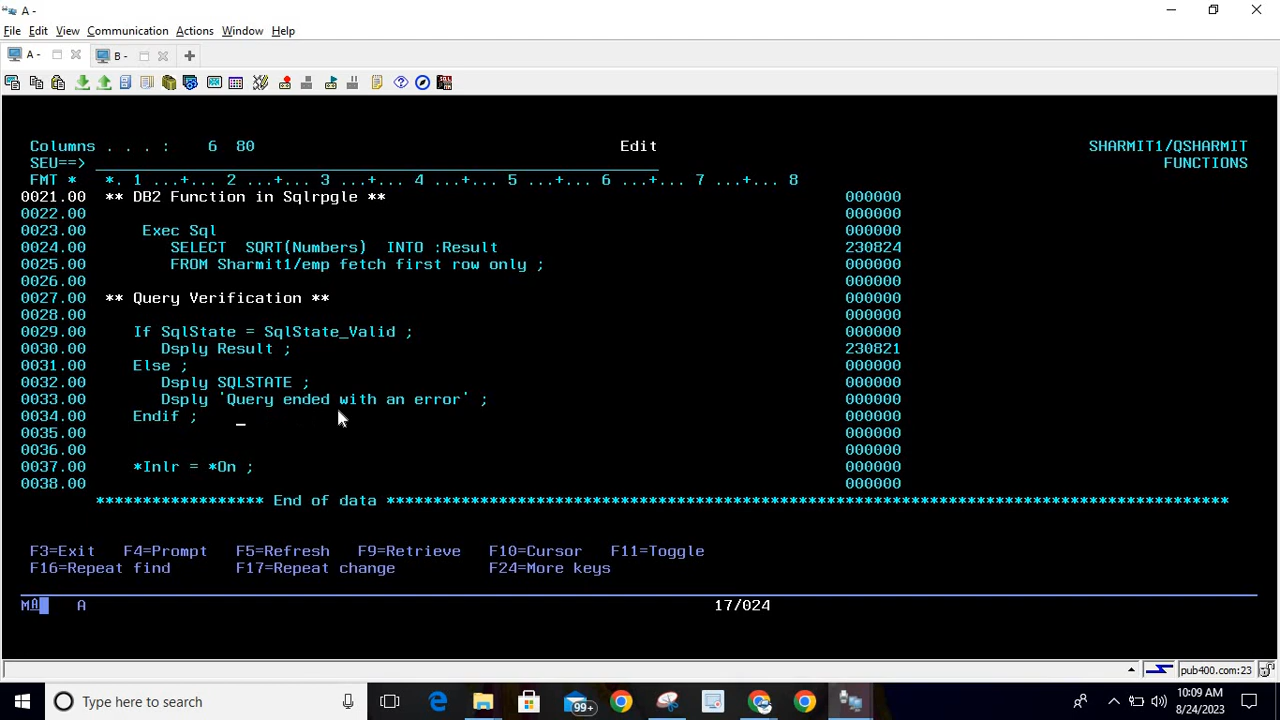 A -
File Edit View Communication Actions Window Help
A - B -
Columns . . . : 6 80 Edit SHARMIT1/QSHARMIT
SEU==> FUNCTIONS
FMT * *. 1 ...+... 2 ...+... 3 ...+... 4 ...+... 5 ...+... 6 ...+... 7 ...+... 8
0021.00 ** DB2 Function in Sqlrpgle ** 000000
0022.00 000000
0023.00 Exec Sql 000000
0024.00 SELECT SQRT(Numbers) INTO :Result 230824
0025.00 FROM Sharmit1/emp fetch first row only ; 000000
0026.00 000000
0027.00 ** Query Verification ** 000000
0028.00 000000
0029.00 If SqlState = SqlState_Valid ; 000000
0030.00 Dsply Result ; 230821
0031.00 Else ; 000000
0032.00 Dsply SQLSTATE ; 000000
0033.00 Dsply 'Query ended with an error' ; 000000
0034.00 Endif ; 000000
0035.00 000000
0036.00 000000
0037.00 *Inlr = *On ; 000000
0038.00 000000
****************** End of data ******************************************************************************************
F3=Exit F4=Prompt F5=Refresh F9=Retrieve F10=Cursor F11=Toggle
F16=Repeat find F17=Repeat change F24=More keys
MA A 17/024
pub400.com:23
Type here to search 99+ 10:09 AM
8/24/2023